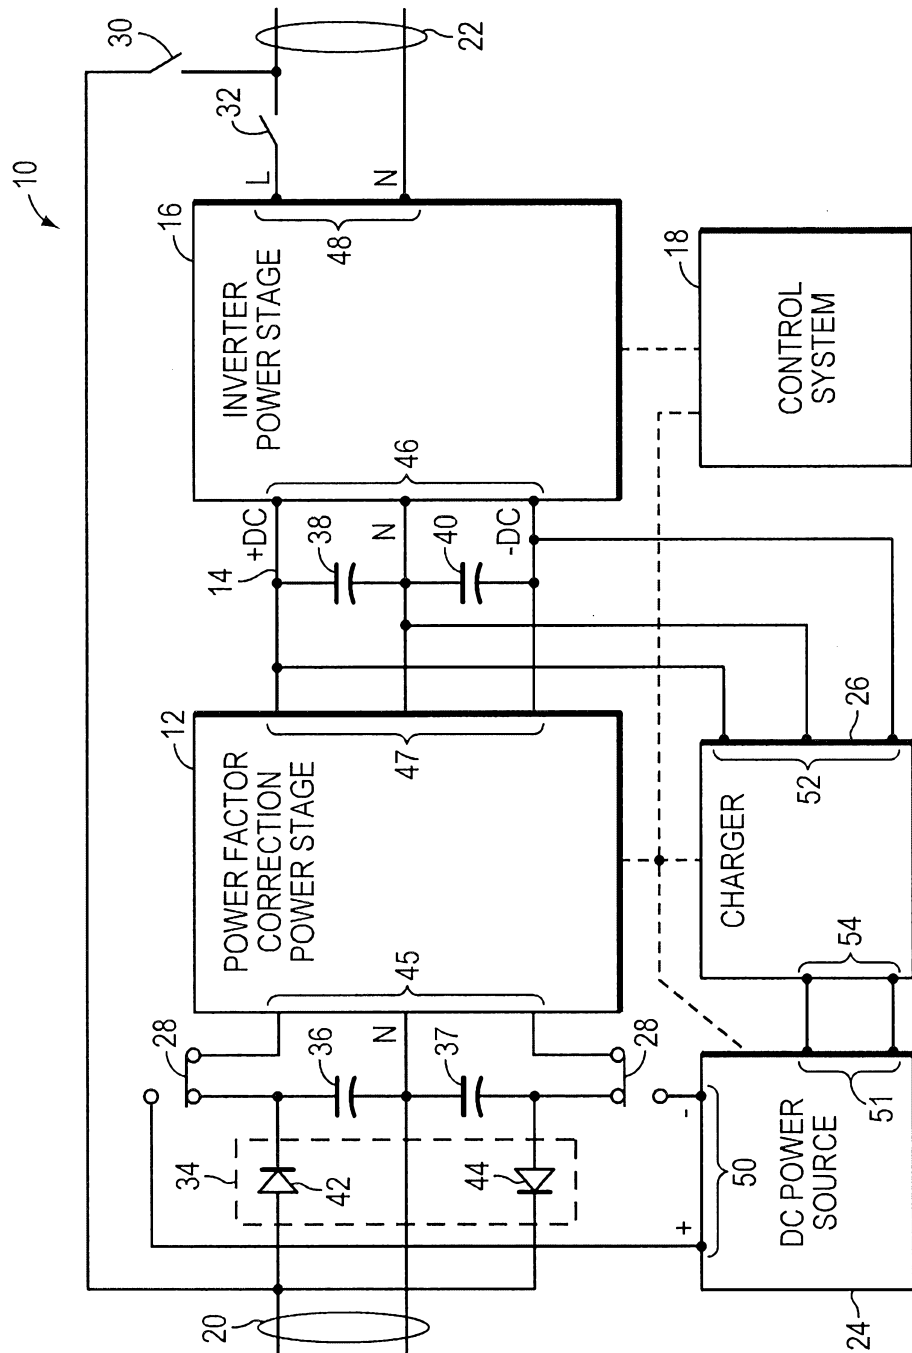 10
30
22
32
L
N
48
16
INVERTER
POWER STAGE
46
18
CONTROL
SYSTEM
+DC
14
38
N
40
-DC
12
POWER FACTOR
CORRECTION
POWER STAGE
47
45
26
52
CHARGER
54
28
36
N
37
28
34
42
44
51
-
50
+
DC POWER
SOURCE
20
24